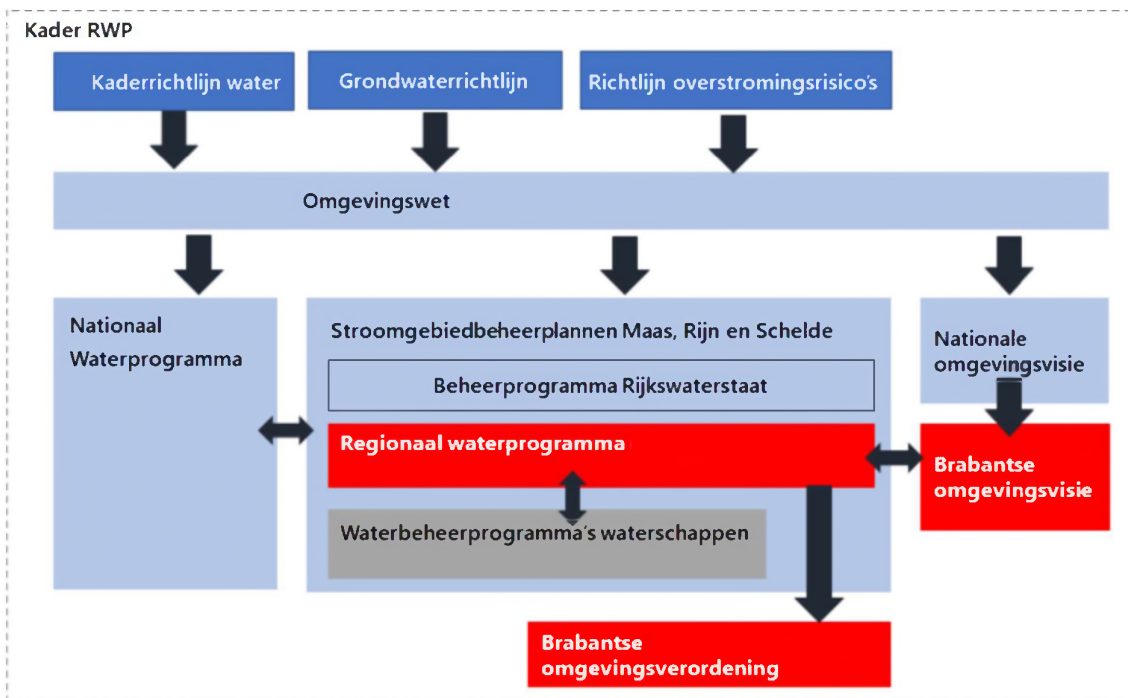 Kader RWP
Kaderrichtlijn water
Grondwaterrichtlijn
Richtlijn overstromingsrisico's
Omgevingswet
Nationaal
Waterprogramma
Stroomgebiedbeheerplannen Maas, Rijn en Schelde
Beheerprogramma Rijkswaterstaat
Regionaal waterprogramma
Waterbeheerprogramma's waterschappen
Nationale
omgevingsvisie
Brabantse
omgevingsvisie
Brabantse
omgevingsverordening